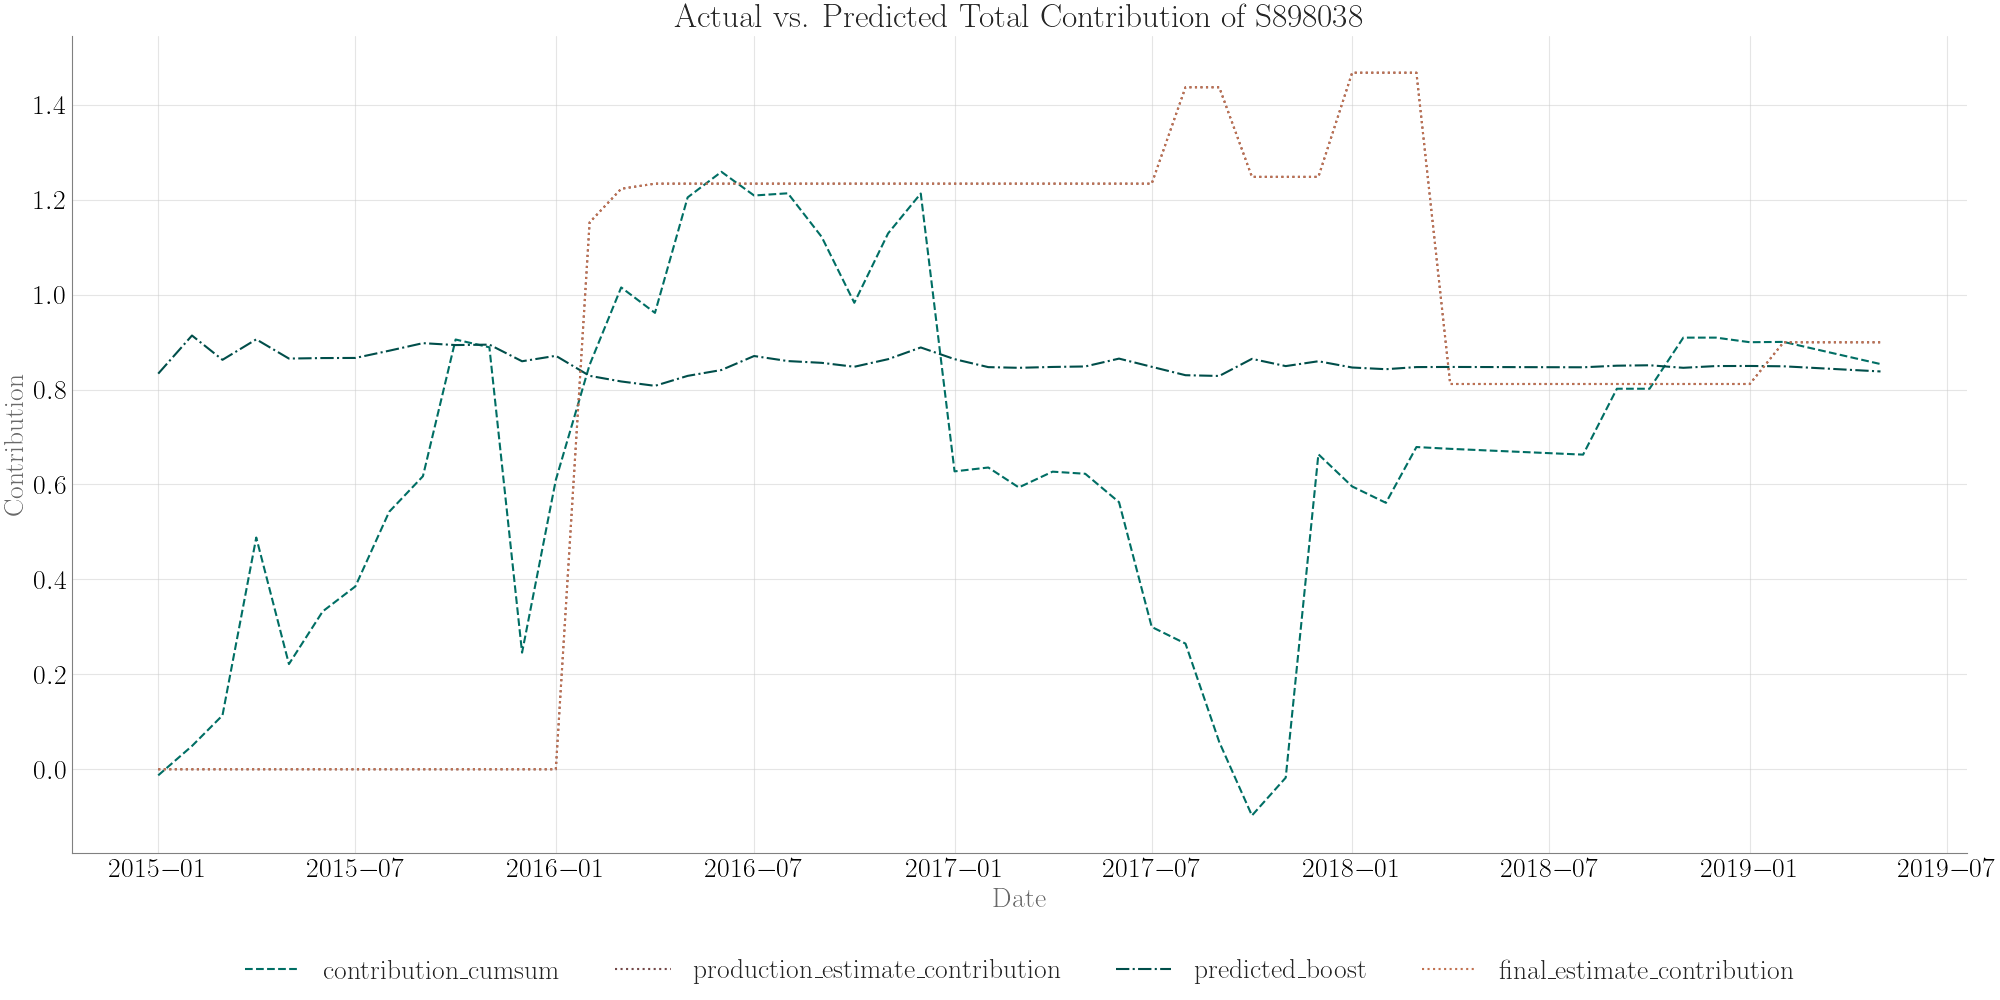 Actual vs. Predicted Total Contribution of S898038
Contribution
1.4
1.2
1.0
0.8
0.6
0.4
0.2
0.0
2015−01 2015−07 2016−01 2016−07 2017−01 2017−07 2018−01 2018−07 2019−01 2019−07
Date
contribution_cumsum production_estimate_contribution predicted_boost final_estimate_contribution